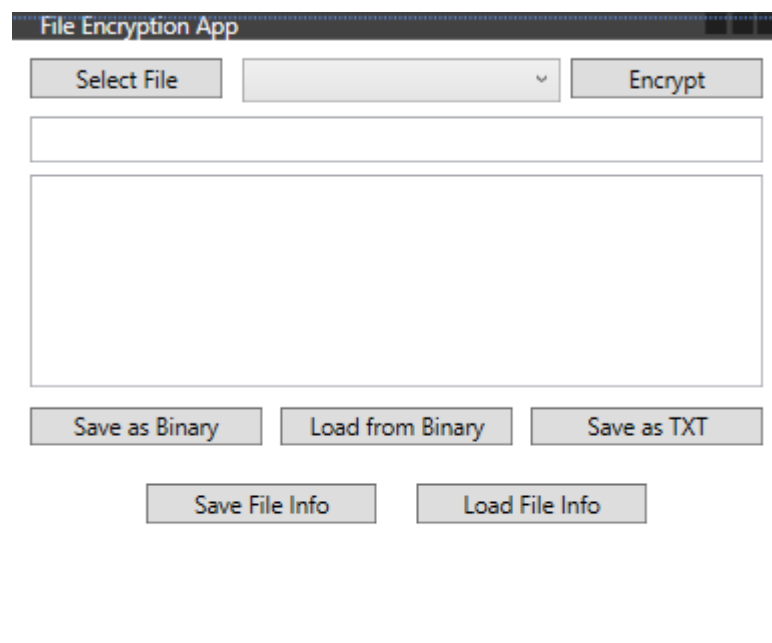 File Encryption App
Select File
Encrypt
Save as Binary
Load from Binary
Save as TXT
Save File Info
Load File Info